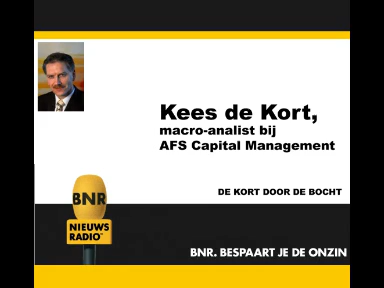 Kees de Kort,
macro-analist bij
AFS Capital Management
DE KORT DOOR DE BOCHT
BNR
NIEUWS
RADIO
BNR. BESPAART JE DE ONZIN